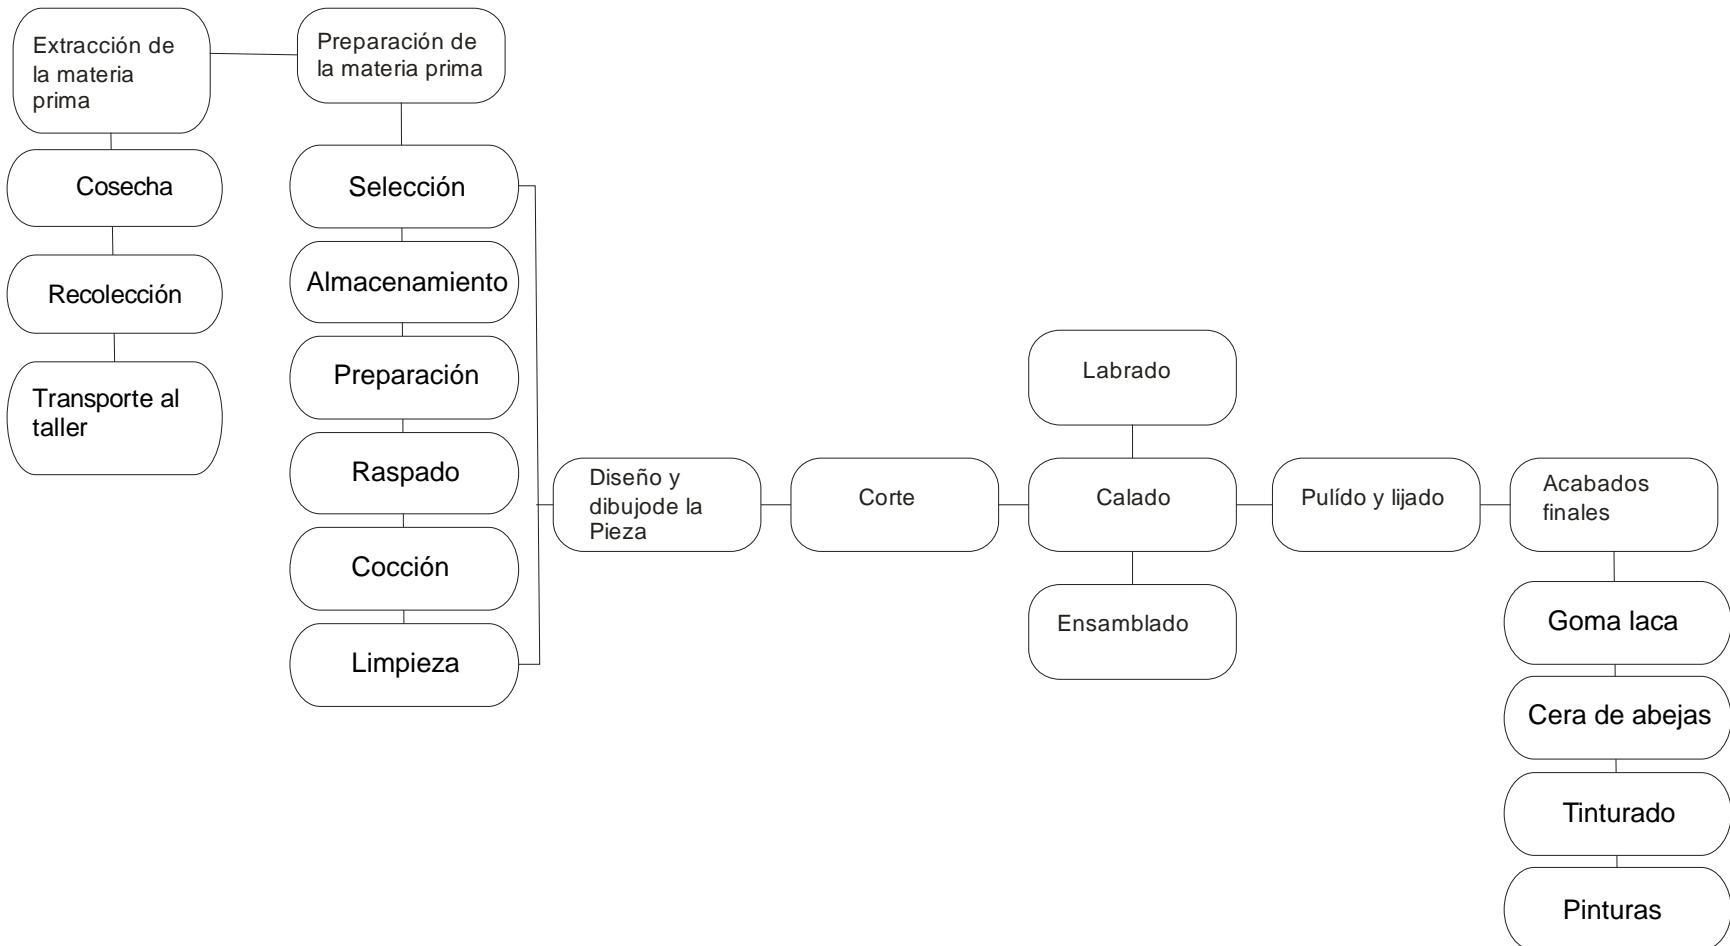 Extracción de
la materia
prima
Preparación de
la materia prima
Cosecha
Recolección
Transporte al
taller
Selección
Almacenamiento
Preparación
Raspado
Cocción
Limpieza
Diseño y
dibujode la
Pieza
Corte
Labrado
Calado
Ensamblado
Pulído y lijado
Acabados
finales
Goma laca
Cera de abejas
Tinturado
Pinturas